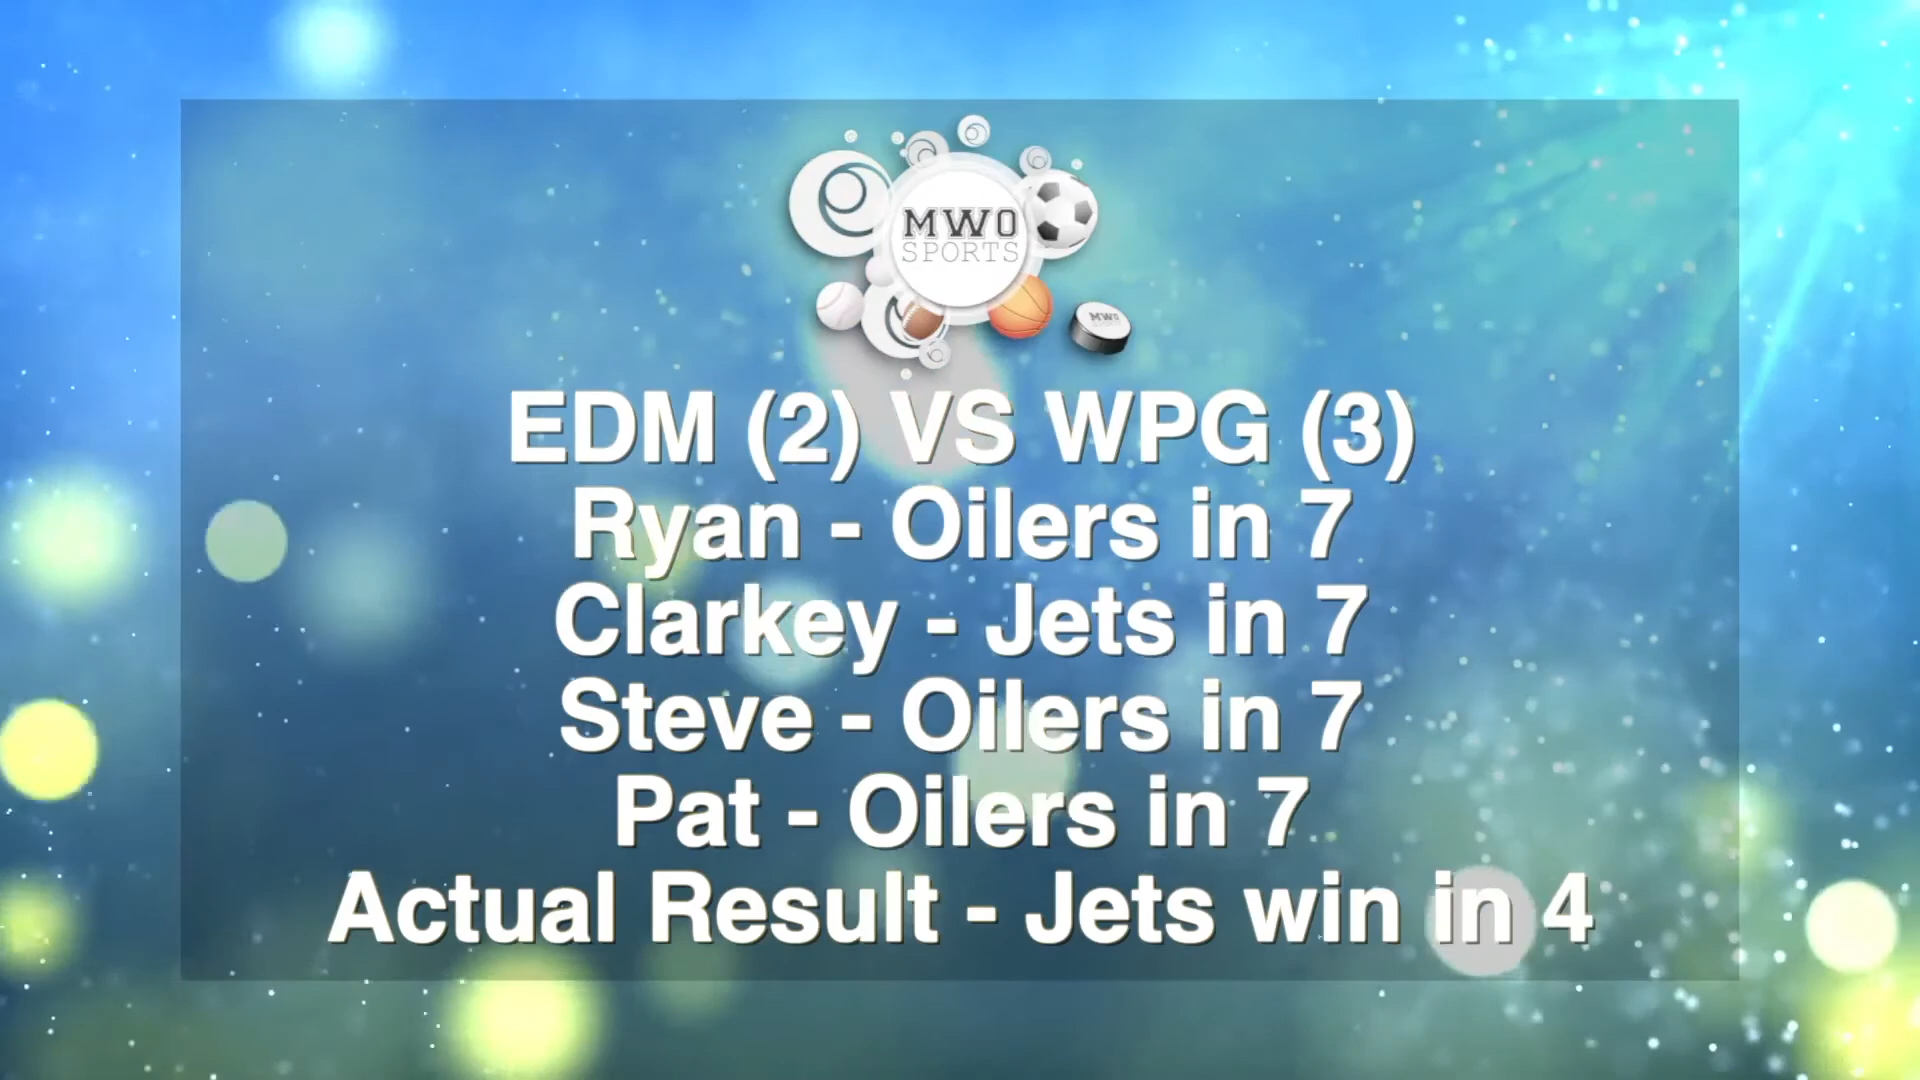 MWO
SPORTS
MWO
EDM (2) VS WPG (3)
Ryan - Oilers in 7
Clarkey - Jets in 7
Steve - Oilers in 7
Pat - Oilers in 7
Actual Result - Jets win in 4